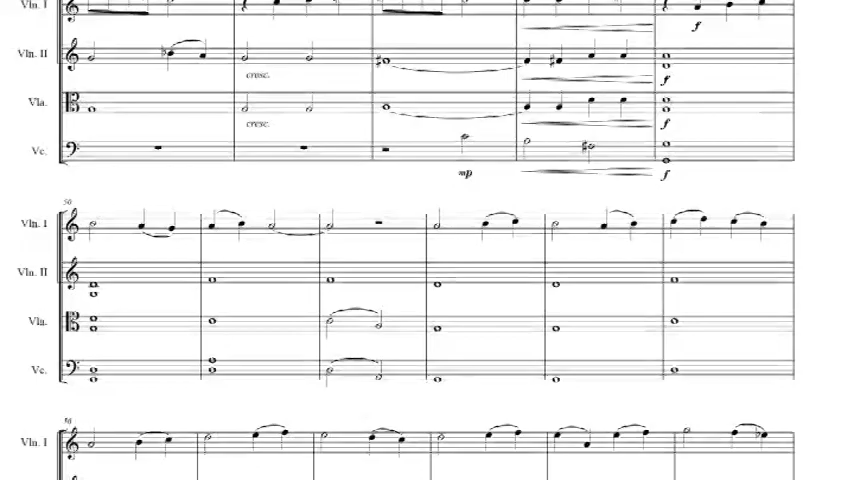 Vln. I
f
Vln. II
cresc.
f
Vla.
cresc.
f
Vc.
mp
f
50
Vln. I
Vln. II
Vla.
Vc.
56
Vln. I